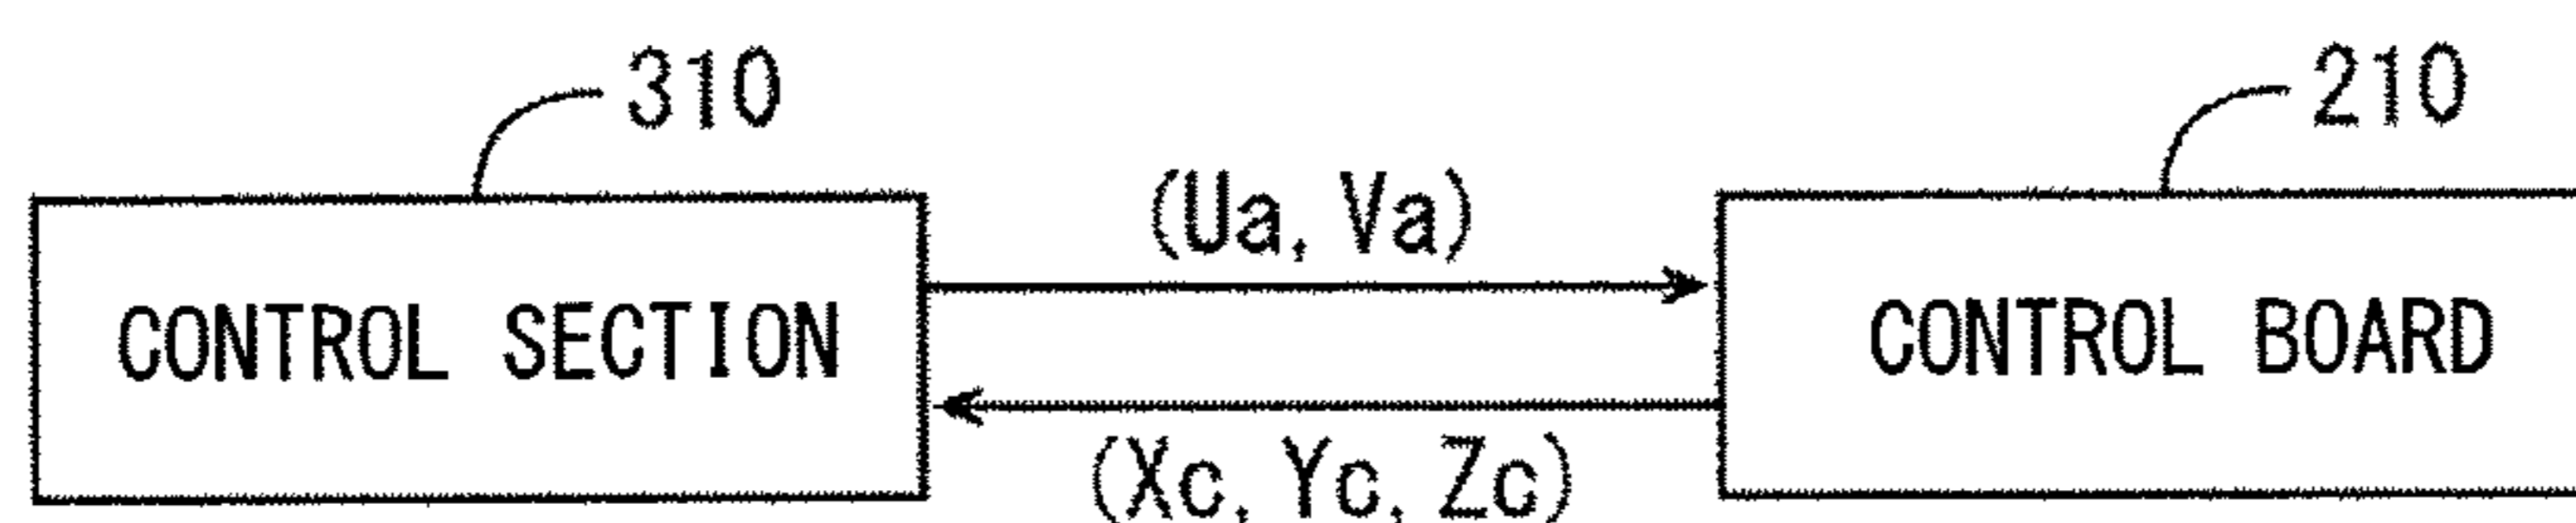 310
210
(Ua, Va)
CONTROL SECTION
CONTROL BOARD
(Xc, Yc, Zc)